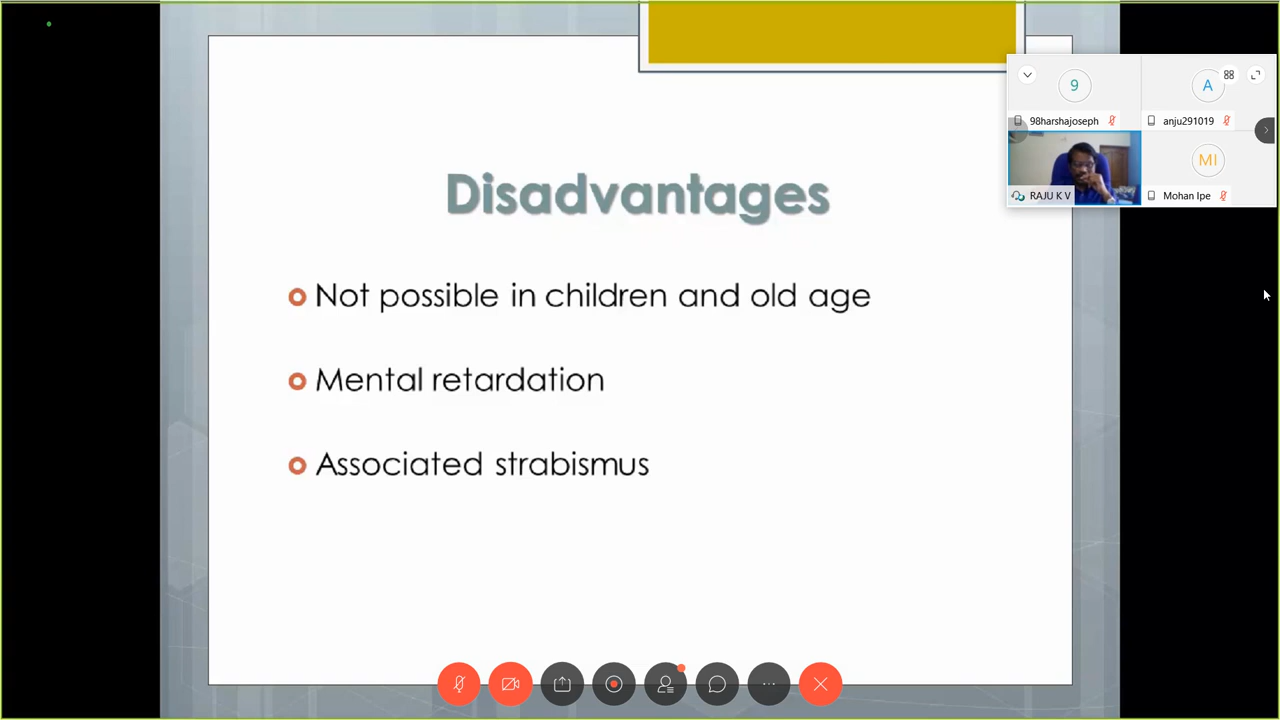 Disadvantages
Not possible in children and old age
Mental retardation
Associated strabismus
9
98harshajoseph
A
anju291019
RAJU K V
MI
Mohan Ipe